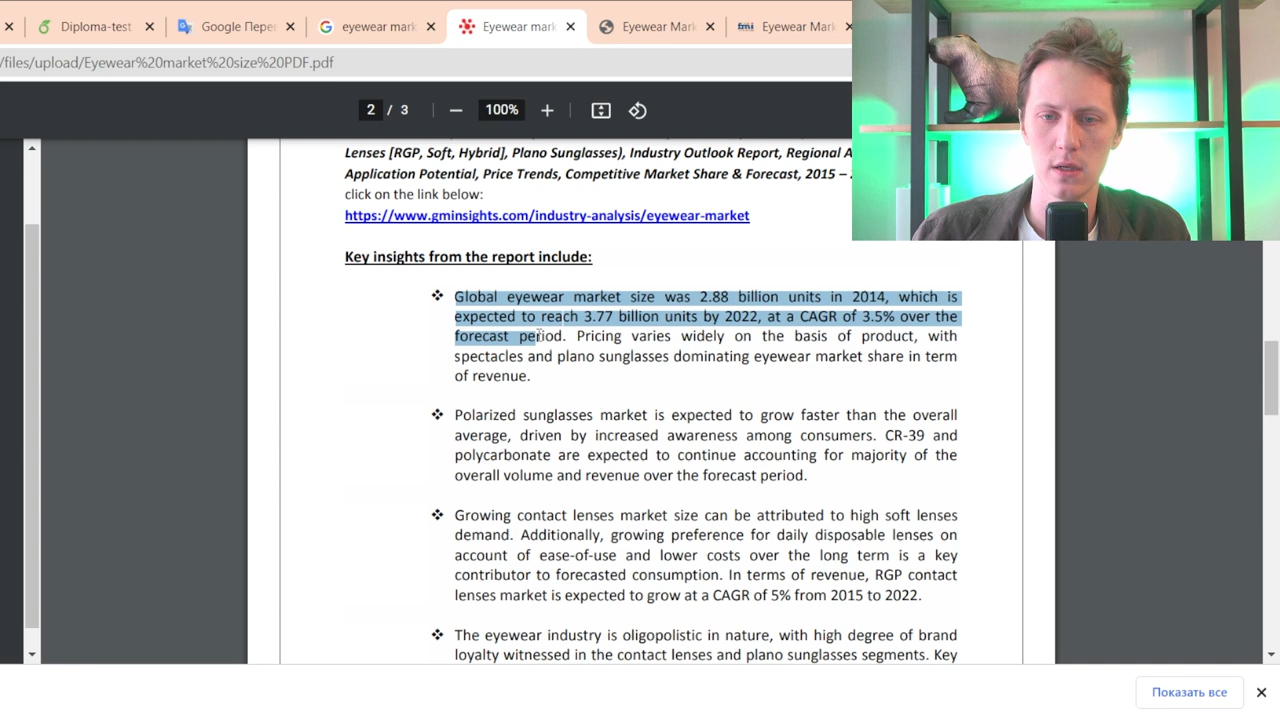 Diploma-test
Google Пере
eyewear mark
Eyewear mark
Eyewear Mark
fmi Eyewear Mark
/files/upload/Eyewear%20market%20size%20PDF.pdf
2 / 3
100%
Lenses [RGP, Soft, Hybrid], Plano Sunglasses), Industry Outlook Report, Regional A
Application Potential, Price Trends, Competitive Market Share & Forecast, 2015 –
click on the link below:
https://www.gminsights.com/industry-analysis/eyewear-market
Key insights from the report include:
Global eyewear market size was 2.88 billion units in 2014, which is
expected to reach 3.77 billion units by 2022, at a CAGR of 3.5% over the
forecast period. Pricing varies widely on the basis of product, with
spectacles and plano sunglasses dominating eyewear market share in term
of revenue.
Polarized sunglasses market is expected to grow faster than the overall
average, driven by increased awareness among consumers. CR-39 and
polycarbonate are expected to continue accounting for majority of the
overall volume and revenue over the forecast period.
Growing contact lenses market size can be attributed to high soft lenses
demand. Additionally, growing preference for daily disposable lenses on
account of ease-of-use and lower costs over the long term is a key
contributor to forecasted consumption. In terms of revenue, RGP contact
lenses market is expected to grow at a CAGR of 5% from 2015 to 2022.
The eyewear industry is oligopolistic in nature, with high degree of brand
loyalty witnessed in the contact lenses and plano sunglasses segments. Key
Показать все